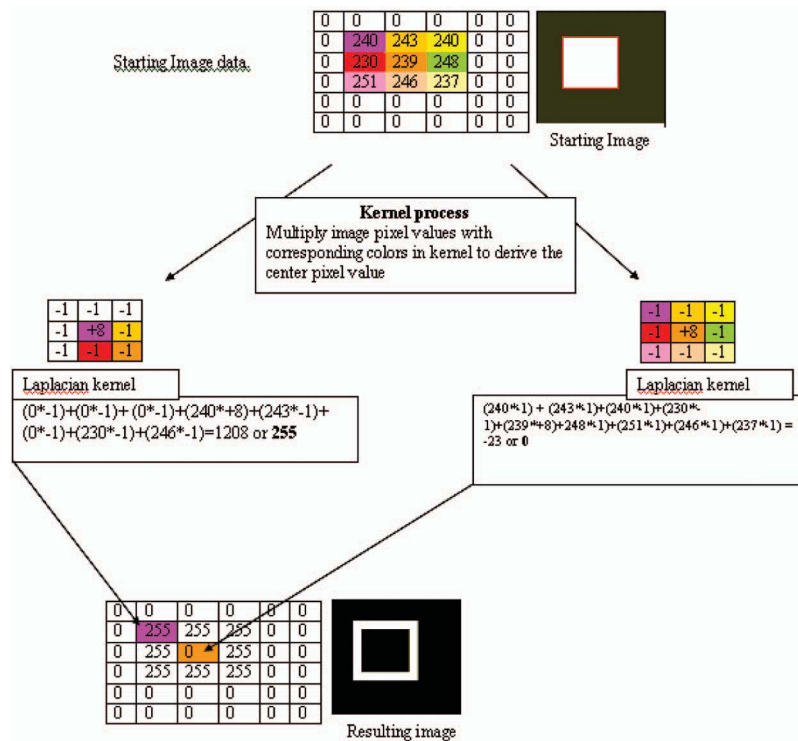 0 0 0 0 0 0
0 240 243 240 0 0
0 230 239 248 0 0
0 251 246 237 0 0
0 0 0 0 0 0
0 0 0 0 0 0
Starting Image data.
Starting Image
Kernel process
Multiply image pixel values with
corresponding colors in kernel to derive the
center pixel value
-1 -1 -1
-1 +8 -1
-1 -1 -1
Laplacian kernel
(0*-1)+(0*-1)+ (0*-1)+(240*+8)+(243*-1)+
(0*-1)+(230*-1)+(246*-1)=1208 or 255
-1 -1 -1
-1 +8 -1
-1 -1 -1
Laplacian kernel
(240*-1) + (243*-1)+(240*-1)+(230*-
1)+(239*+8)+248*-1)+(251*-1)+(246*-1)+(237*-1) =
-23 or 0
0 0 0 0 0 0
0 255 255 255 0 0
0 255 0 255 0 0
0 255 255 255 0 0
0 0 0 0 0 0
0 0 0 0 0 0
Resulting image